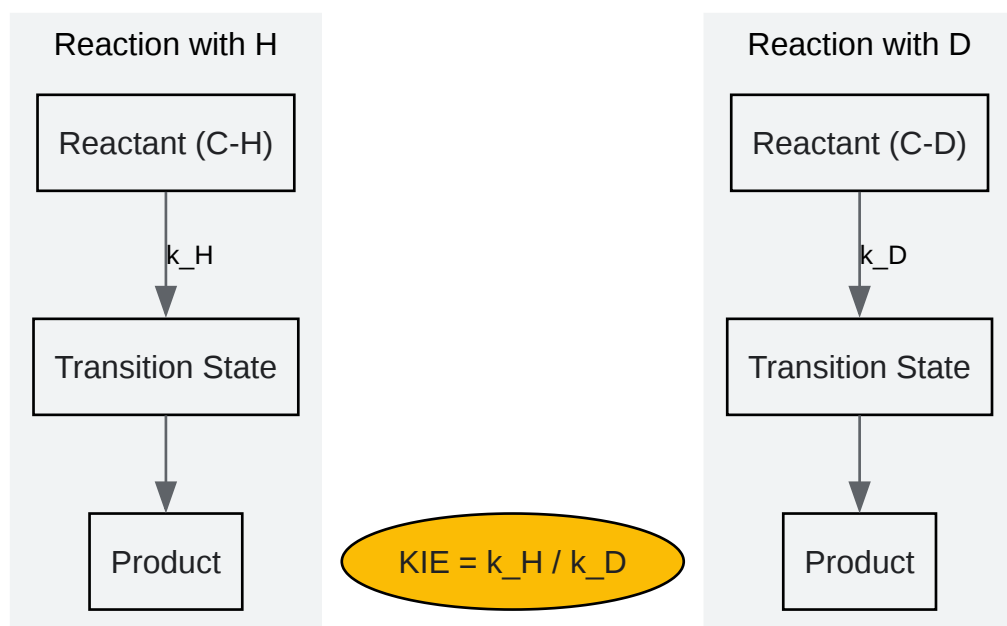 Reaction with H
Reactant (C-H)
k_H
Transition State
Product
KIE = k_H / k_D
Reaction with D
Reactant (C-D)
k_D
Transition State
Product